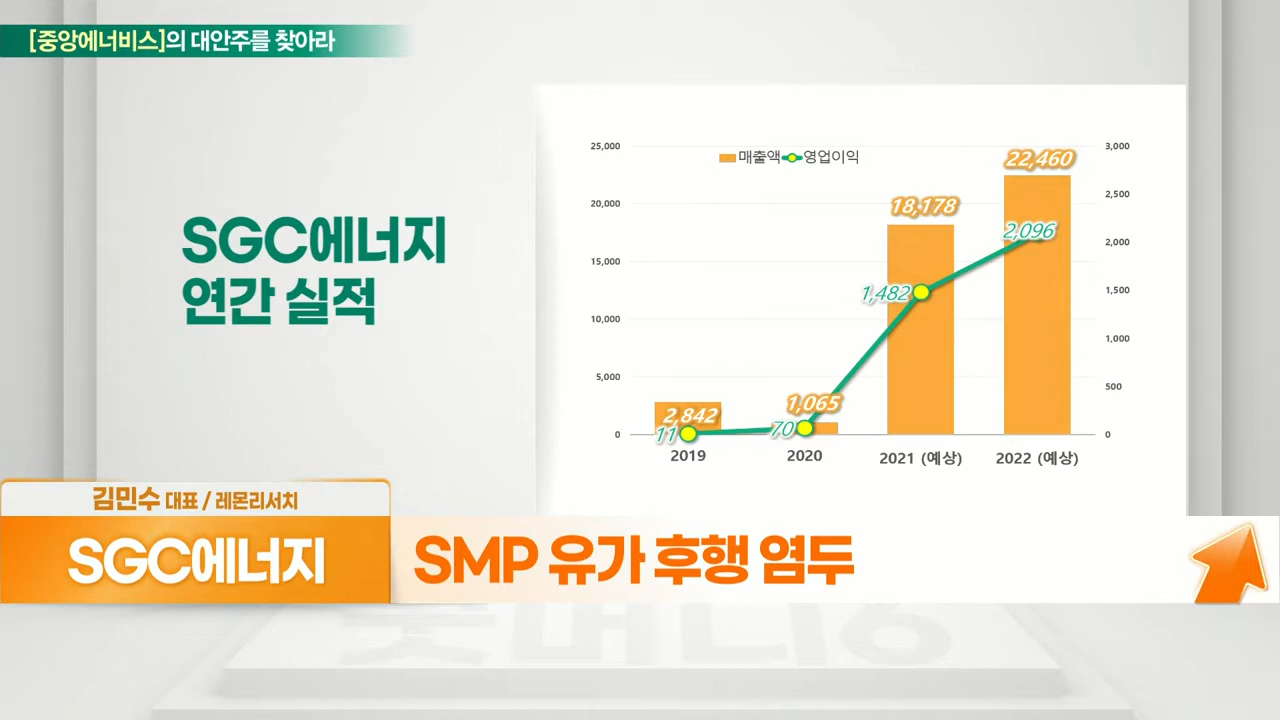 [중앙에너비스]의 대안주를 찾아라
SGC에너지
연간 실적
매출액 영업이익
25,000
20,000
15,000
10,000
5,000
0
3,000
2,500
2,000
1,500
1,000
500
0
2,842
1,065
18,178
22,460
11
70
1,482
2,096
2019 2020 2021 (예상) 2022 (예상)
김민수 대표 / 레몬리서치
SGC에너지
SMP 유가 후행 염두
굿머니6